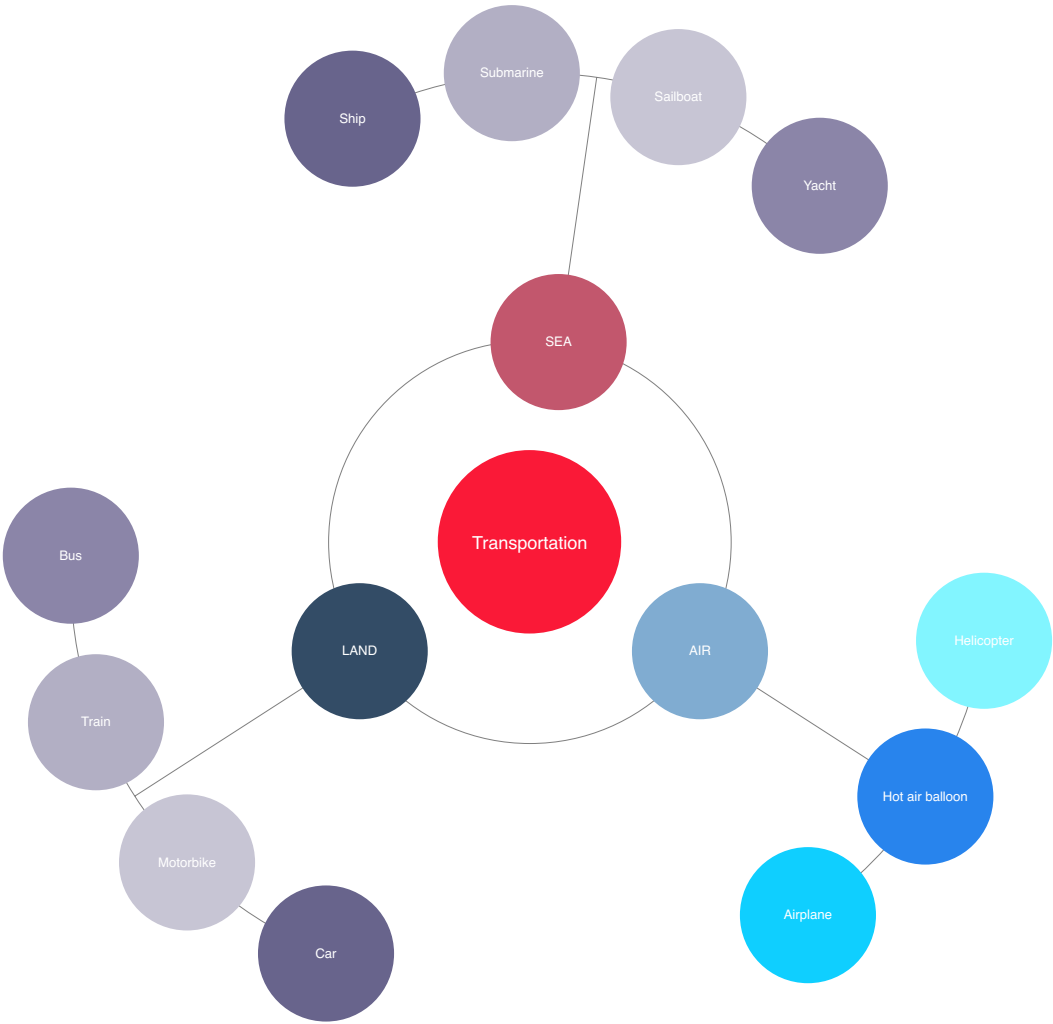 Submarine
Sailboat
Ship
Yacht
SEA
Transportation
Bus
LAND
AIR
Helicopter
Train
Hot air balloon
Motorbike
Airplane
Car